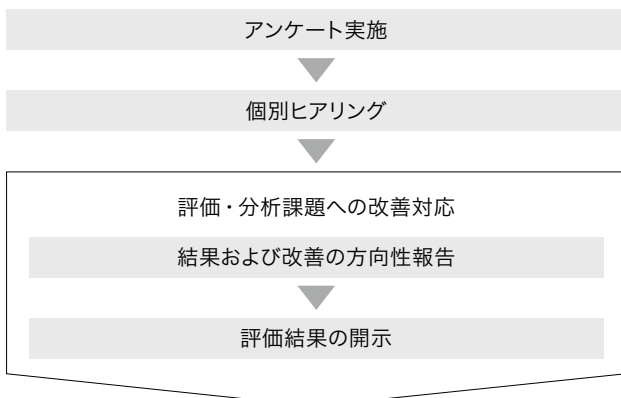 アンケート実施
個別ヒアリング
評価・分析課題への改善対応
結果および改善の方向性報告
評価結果の開示